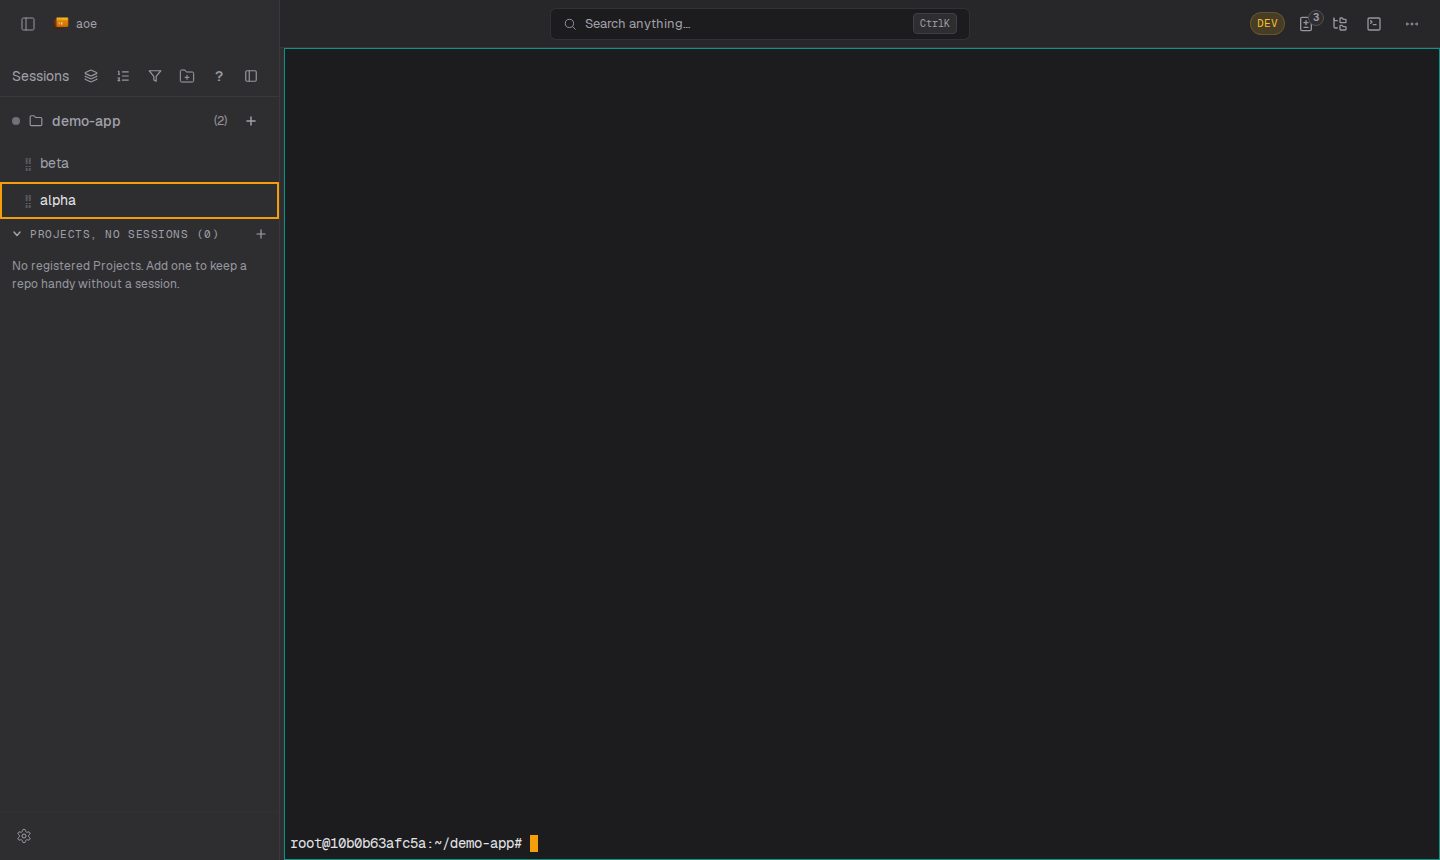 aoe
Search anything...
CtrlK
DEV
3
Sessions
?
demo-app
(2)
beta
alpha
PROJECTS, NO SESSIONS (0)
No registered Projects. Add one to keep a
repo handy without a session.
root@10b0b63afc5a:~/demo-app#